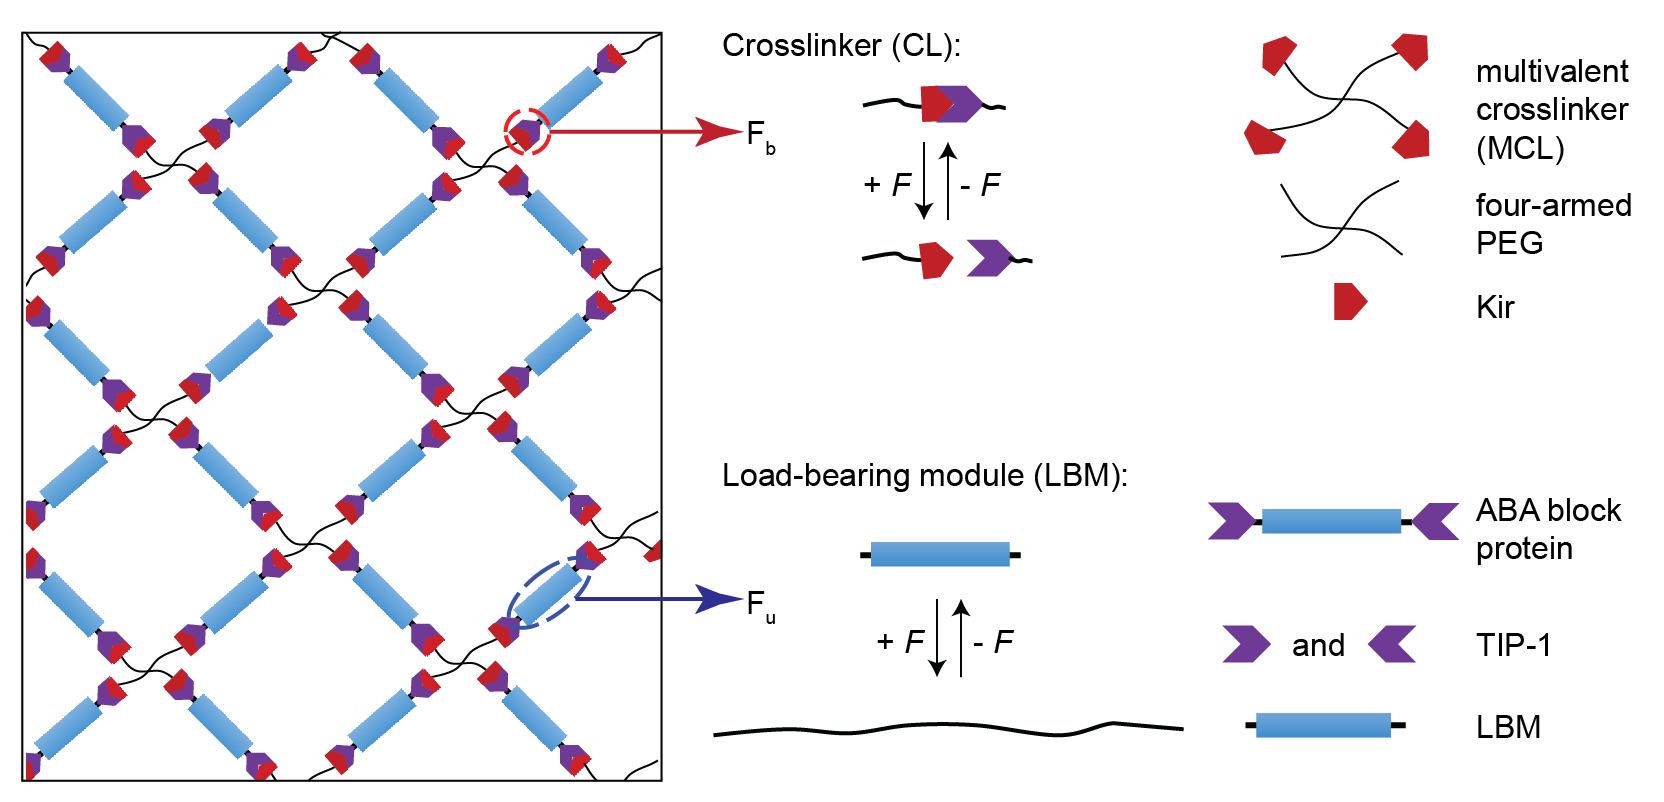 Crosslinker (CL):
F_b
+ F
- F
multivalent
crosslinker
(MCL)
four-armed
PEG
Kir
Load-bearing module (LBM):
F_u
+ F
- F
ABA block
protein
and
TIP-1
LBM